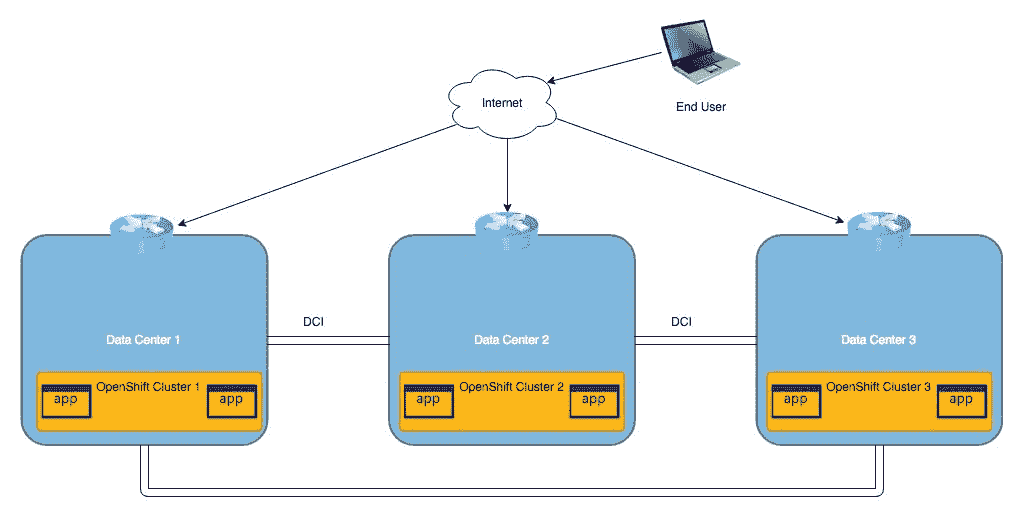 Internet
End User
DCI
DCI
Data Center 1
Data Center 2
Data Center 3
OpenShift Cluster 1
app
app
OpenShift Cluster 2
app
app
OpenShift Cluster 3
app
app